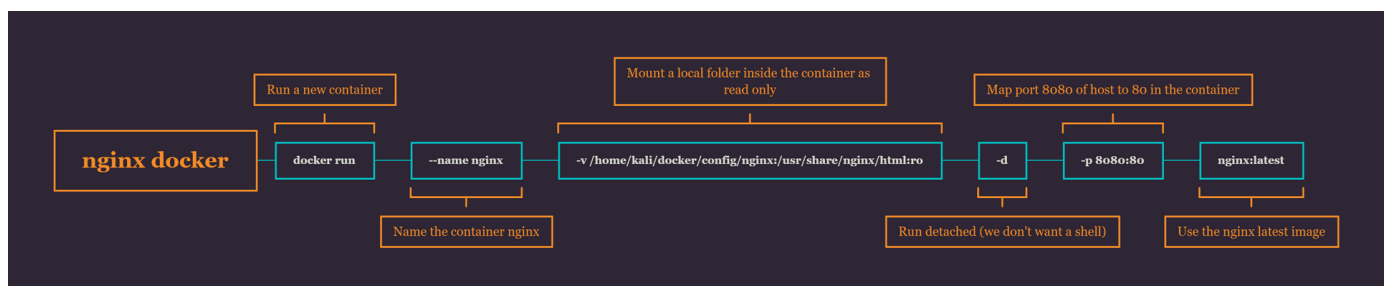 Run a new container
Mount a local folder inside the container as
read only
Map port 8080 of host to 80 in the container
nginx docker
docker run
--name nginx
-v /home/kali/docker/config/nginx:/usr/share/nginx/html:ro
-d
-p 8080:80
nginx:latest
Name the container nginx
Run detached (we don't want a shell)
Use the nginx latest image